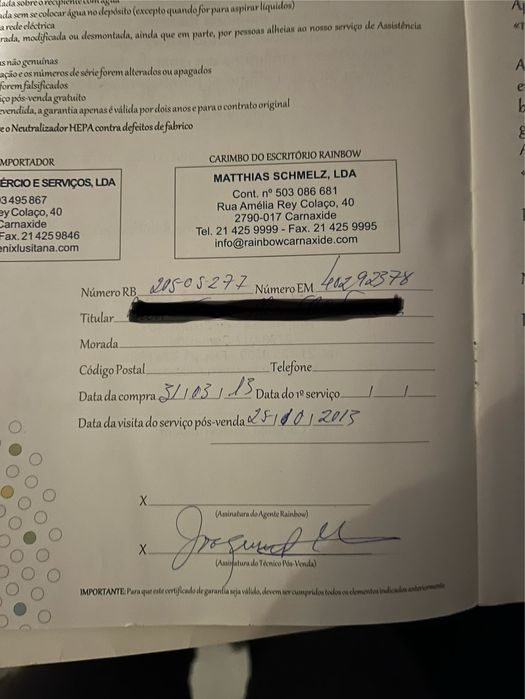 ada sem se colocar água no depósito (excepto quando for para aspirar líquidos)
a rede eléctrica
rada, modificada ou desmontada, ainda que em parte, por pessoas alheias ao nosso serviço de Assistência
as não genuínas
ação e os números de série forem alterados ou apagados
forem falsificados
iço pós-venda gratuito
evendida, a garantia apenas é válida por dois anos e para o contrato original
e o Neutralizador HEPA contra defeitos de fabrico
MPORTADOR
ÉRCIO E SERVIÇOS, LDA
03 495 867
ey Colaço, 40
Carnaxide
Fax. 21 425 9846
enixlusitana.com
CARIMBO DO ESCRITÓRIO RAINBOW
MATTHIAS SCHMELZ, LDA
Cont. nº 503 086 681
Rua Amélia Rey Colaço, 40
2790-017 Carnaxide
Tel. 21 425 9999 - Fax. 21 425 9995
info@rainbowcarnaxide.com
Número RB 20505277 Número EM 40292378
Titular
Morada
Código Postal Telefone
Data da compra 31/03/13 Data do 1º serviço / /
Data da visita do serviço pós-venda 25/10/2013
X
(Assinatura do Agente Rainbow)
X
(Assinatura do Técnico Pós-Venda)
IMPORTANTE: Para que este certificado de garantia seja válido, devem ser cumpridos todos os elementos indicados anteriormente